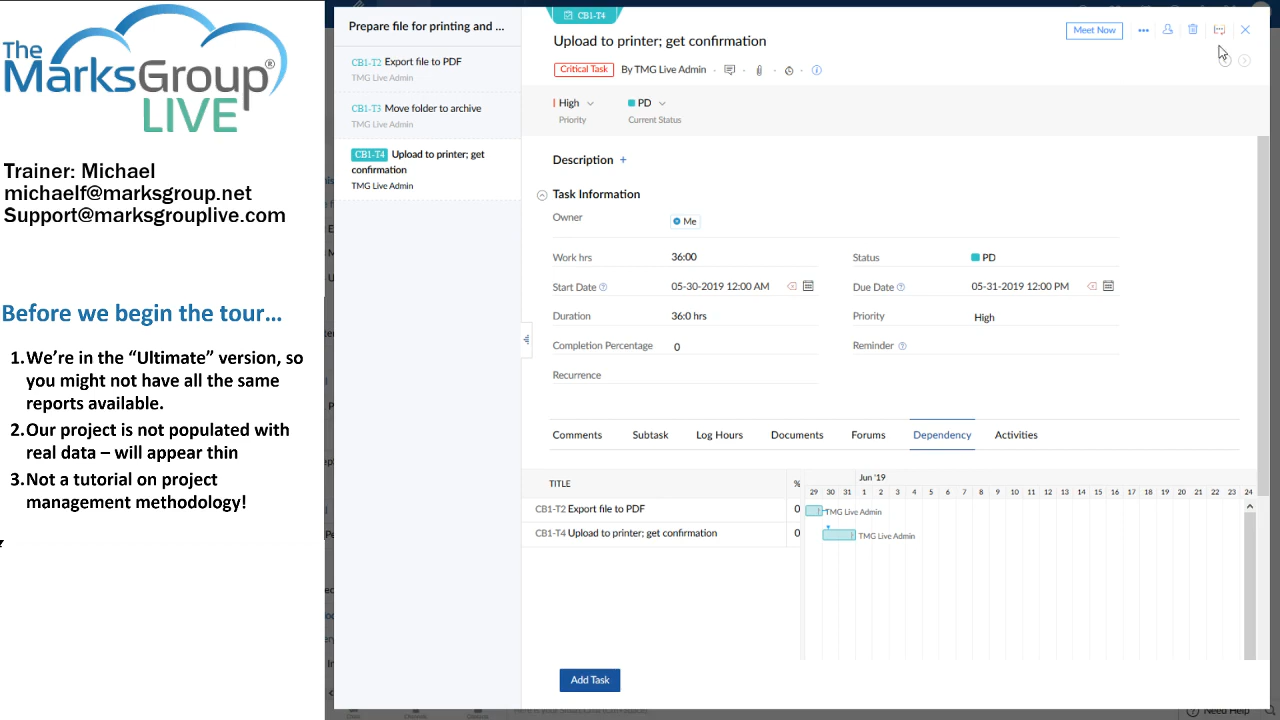 The
MarksGroup®
LIVE
Trainer: Michael
michaelf@marksgroup.net
Support@marksgrouplive.com
Before we begin the tour...
1. We're in the "Ultimate" version, so
you might not have all the same
reports available.
2. Our project is not populated with
real data – will appear thin
3. Not a tutorial on project
management methodology!
Prepare file for printing and ...
CB1-T2 Export file to PDF
TMG Live Admin
CB1-T3 Move folder to archive
TMG Live Admin
CB1-T4 Upload to printer; get
confirmation
TMG Live Admin
CB1-T4
Upload to printer; get confirmation
Meet Now
Critical Task By TMG Live Admin
High PD
Priority Current Status
Description +
Task Information
Owner Me
Work hrs 36:00 Status PD
Start Date 05-30-2019 12:00 AM Due Date 05-31-2019 12:00 PM
Duration 36:0 hrs Priority High
Completion Percentage 0 Reminder
Recurrence
Comments Subtask Log Hours Documents Forums Dependency Activities
TITLE % Jun '19
29 30 31 1 2 3 4 5 6 7 8 9 10 11 12 13 14 15 16 17 18 19 20 21 22 23 24
CB1-T2 Export file to PDF 0 TMG Live Admin
CB1-T4 Upload to printer; get confirmation 0 TMG Live Admin
Add Task
Need Help